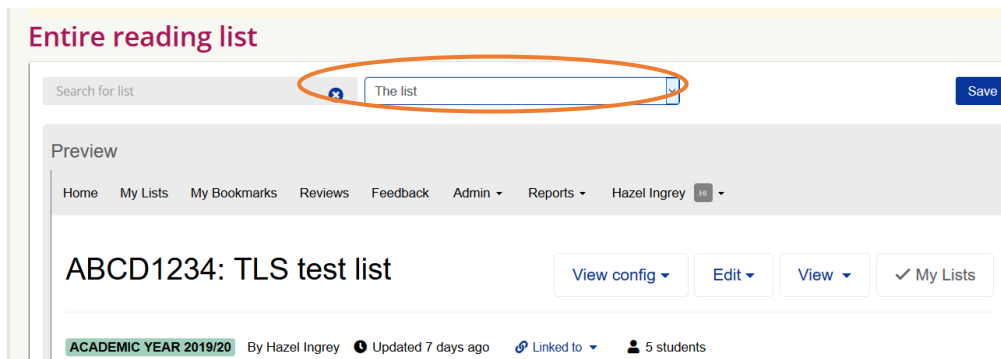 Entire reading list
Search for list The list Save
Preview
Home My Lists My Bookmarks Reviews Feedback Admin Reports Hazel Ingrey HI
ABCD1234: TLS test list View config Edit View My Lists
ACADEMIC YEAR 2019/20 By Hazel Ingrey Updated 7 days ago Linked to 5 students